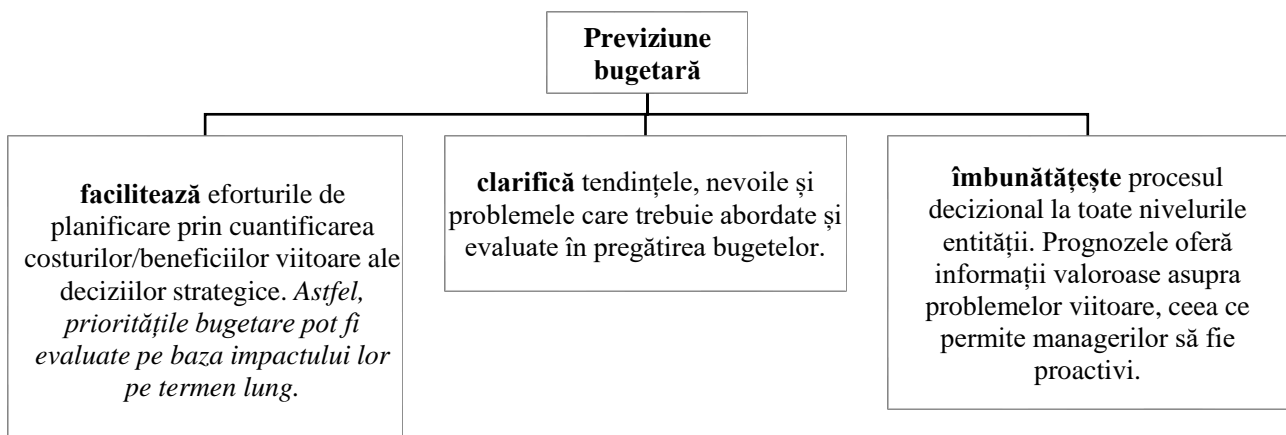 Previziune
bugetară
facilitează eforturile de
planificare prin cuantificarea
costurilor/beneficiilor viitoare ale
deciziilor strategice. Astfel,
prioritățile bugetare pot fi
evaluate pe baza impactului lor
pe termen lung.
clarifică tendințele, nevoile și
problemele care trebuie abordate și
evaluate în pregătirea bugetelor.
îmbunătățește procesul
decizional la toate nivelurile
entității. Prognozele oferă
informații valoroase asupra
problemelor viitoare, ceea ce
permite managerilor să fie
proactivi.